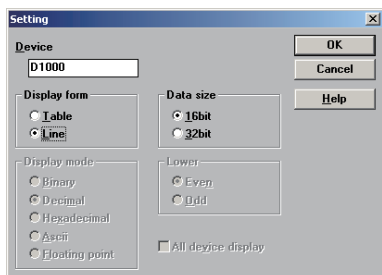 Setting
Device
D1000
OK
Cancel
Help
Display form
Table
Line
Data size
16bit
32bit
Display mode
Binary
Decimal
Hexadecimal
Ascii
Floating point
Lower
Even
Odd
All device display